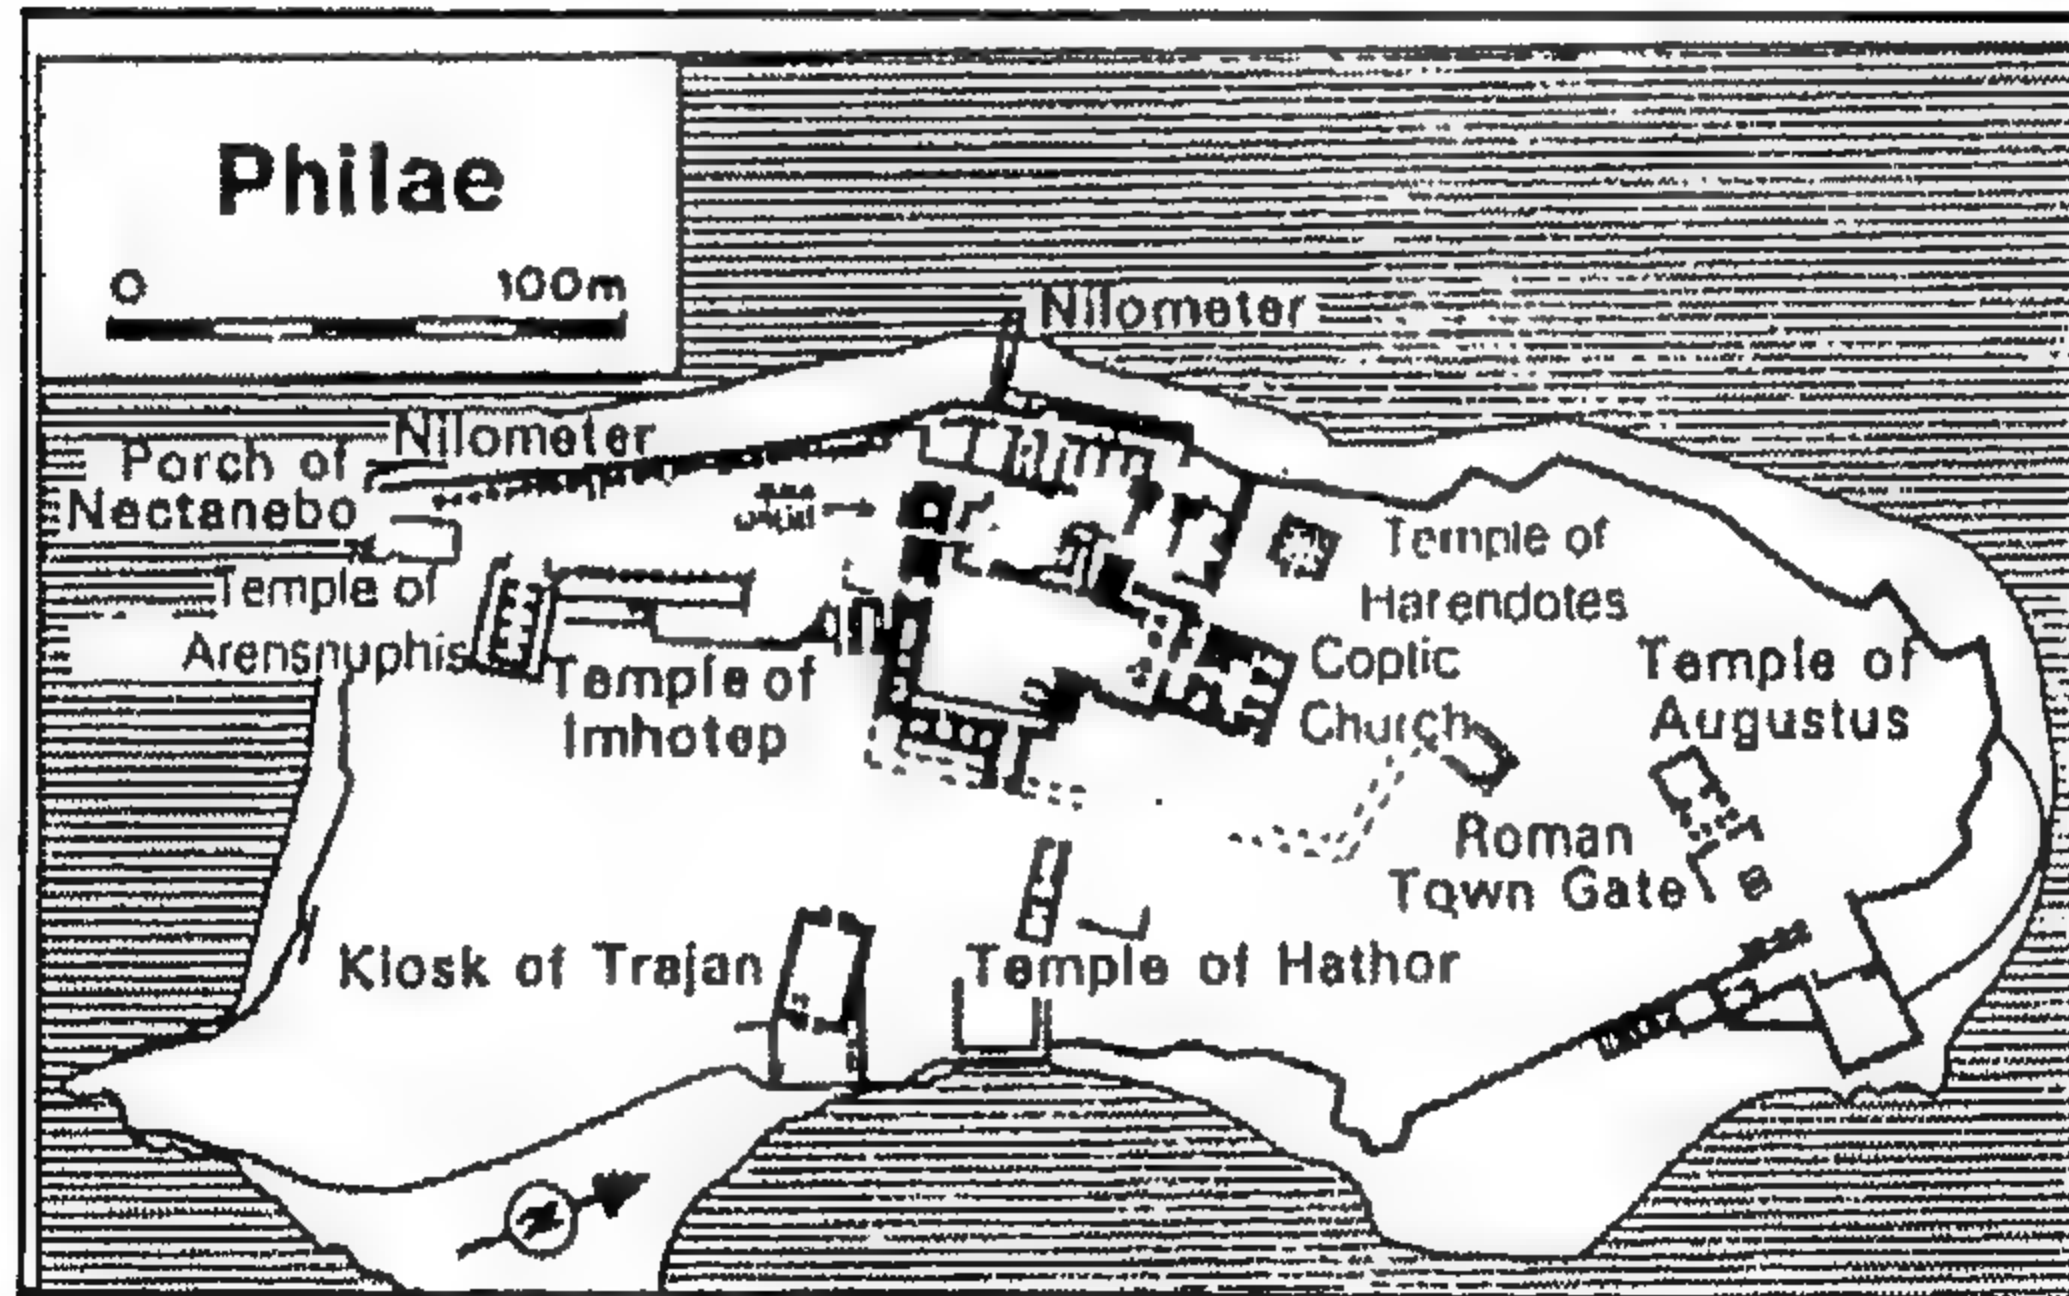 Philae
0 100m
Nilometer
Nilometer
Porch of
Nectanebo
Temple of
Arensnuphis
Temple of
Imhotep
Temple of
Harendotes
Coptic
Church
Temple of
Augustus
Roman
Town Gate
Kiosk of Trajan
Temple of Hathor
N